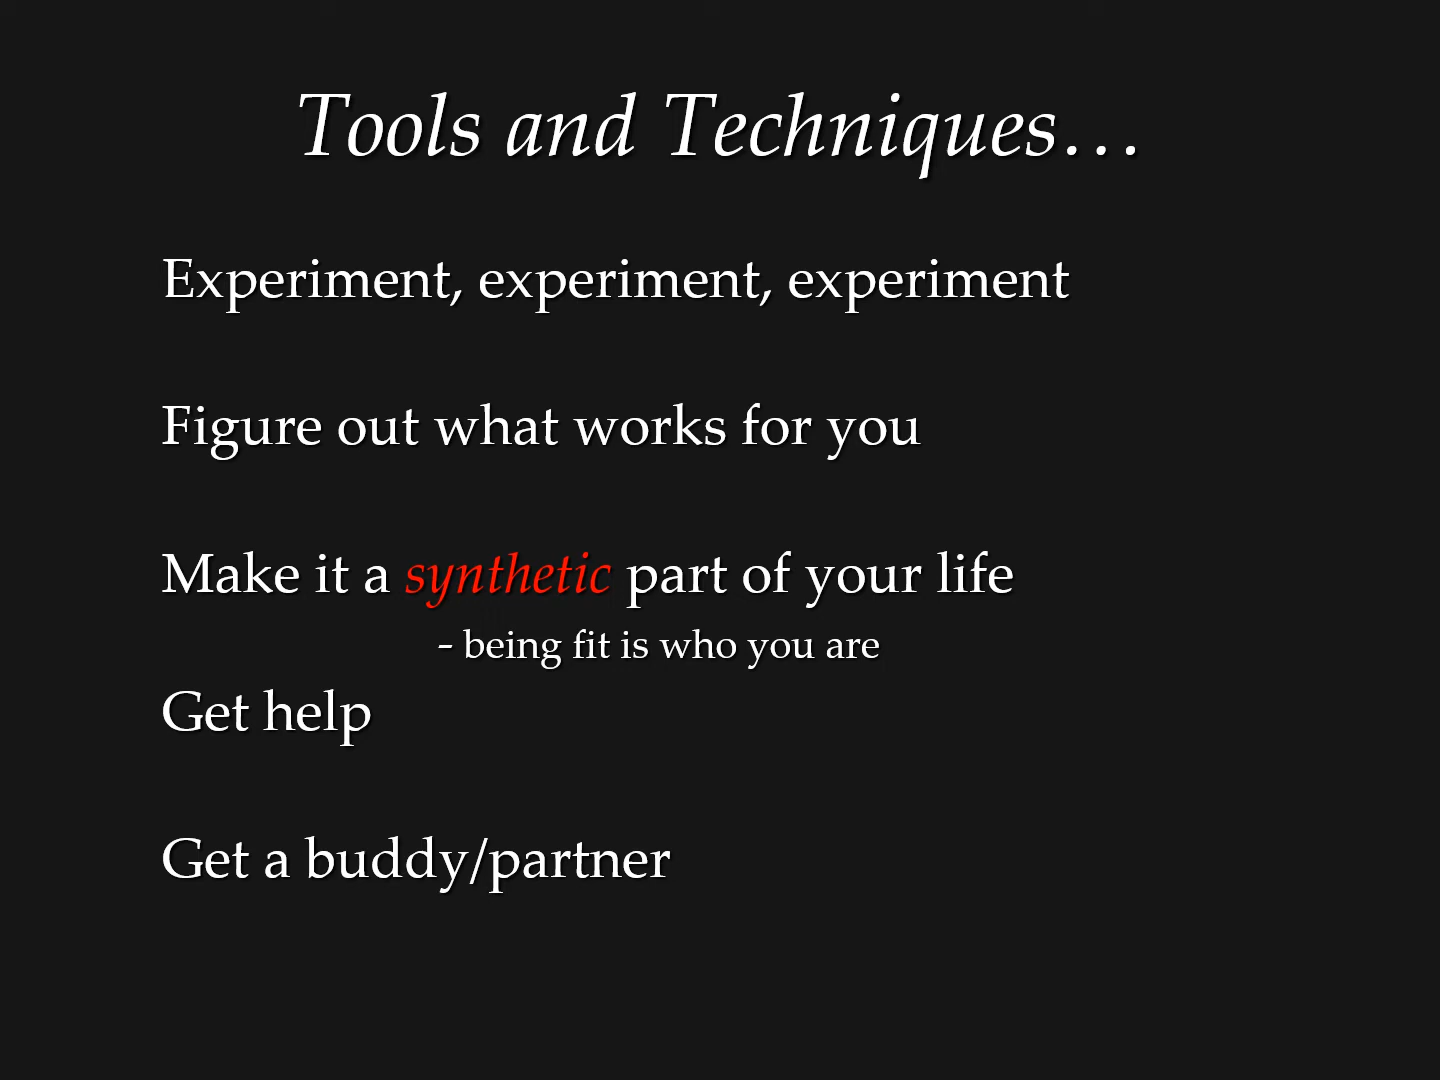 Tools and Techniques…
Experiment, experiment, experiment
Figure out what works for you
Make it a synthetic part of your life
- being fit is who you are
Get help
Get a buddy/partner